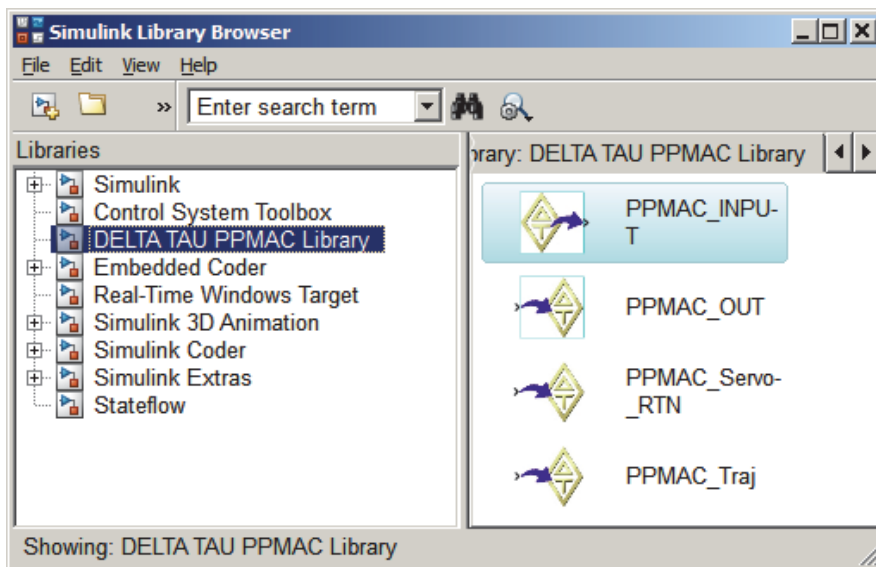 Simulink Library Browser
File Edit View Help
» Enter search term
Libraries
Simulink
Control System Toolbox
DELTA TAU PPMAC Library
Embedded Coder
Real-Time Windows Target
Simulink 3D Animation
Simulink Coder
Simulink Extras
Stateflow
rary: DELTA TAU PPMAC Library
PPMAC_INPU-
T
PPMAC_OUT
PPMAC_Servo-
_RTN
PPMAC_Traj
Showing: DELTA TAU PPMAC Library